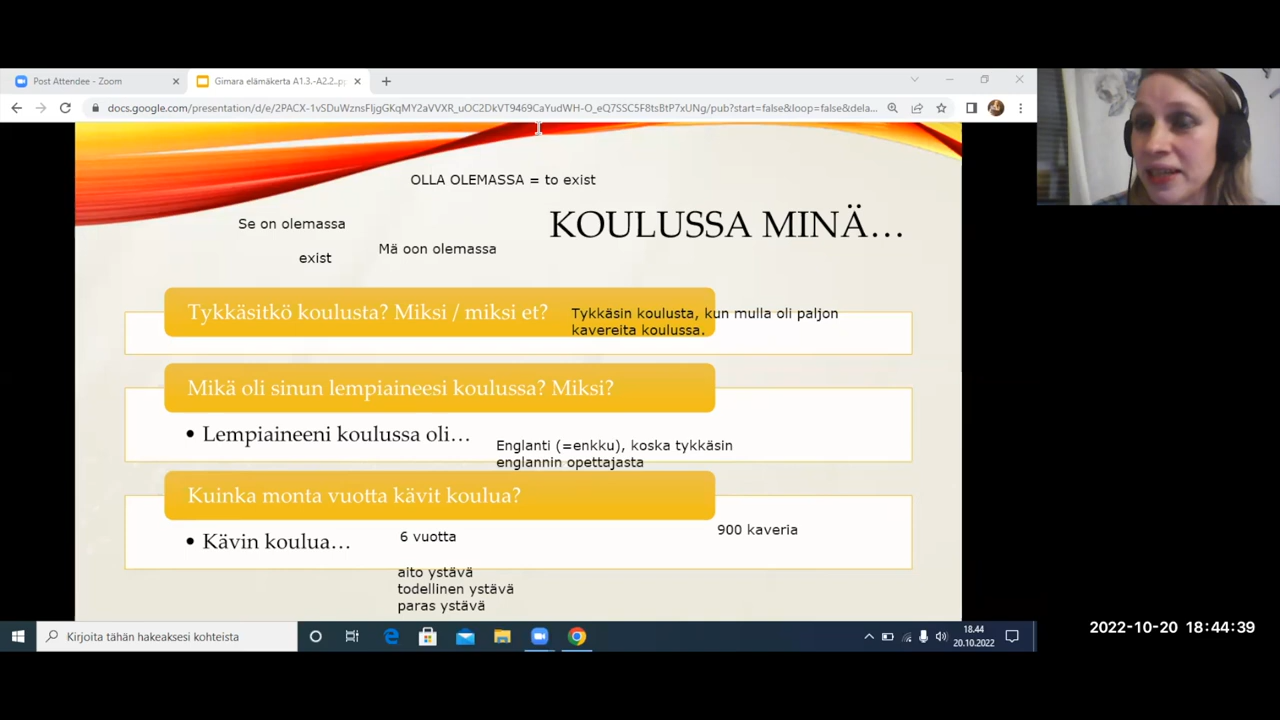 Post Attendee - Zoom
Gimara elämäkerta A1.3.-A2.2..pp
docs.google.com/presentation/d/e/2PACX-1vSDuWznsFIjgGKqMY2aVVXR_uOC2DkVT9469CaYudWH-O_eQ7SSC5F8tsBtP7xUNg/pub?start=false&loop=false&dela...
OLLA OLEMASSA = to exist
Se on olemassa
KOULUSSA MINÄ...
Mä oon olemassa
exist
Tykkäsitkö koulusta? Miksi / miksi et?
Tykkäsin koulusta, kun mulla oli paljon
kavereita koulussa.
Mikä oli sinun lempiaineesi koulussa? Miksi?
• Lempiaineeni koulussa oli...
Englanti (=enkku), koska tykkäsin
englannin opettajasta
Kuinka monta vuotta kävit koulua?
900 kaveria
• Kävin koulua...
6 vuotta
aito ystävä
todellinen ystävä
paras ystävä
Kirjoita tähän hakeaksesi kohteista
18.44
20.10.2022
2022-10-20 18:44:39